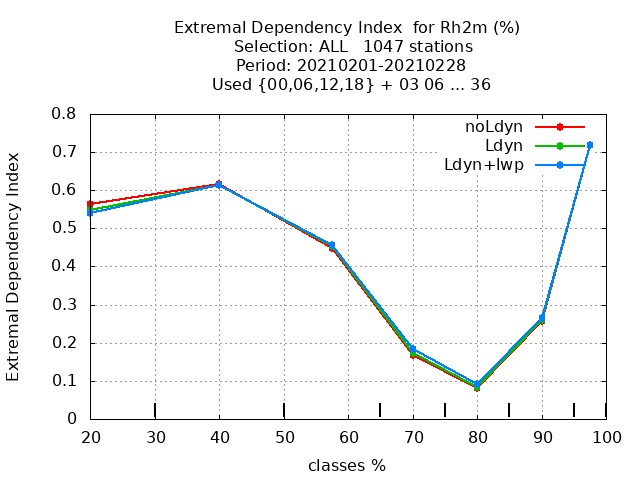 Extremal Dependency Index  for Rh2m (%)
Selection: ALL   1047 stations
Period: 20210201-20210228
Used {00,06,12,18} + 03 06 ... 36
noLdyn
Ldyn
Ldyn+lwp
Extremal Dependency Index
0.8
0.7
0.6
0.5
0.4
0.3
0.2
0.1
0
20 30 40 50 60 70 80 90 100
classes %